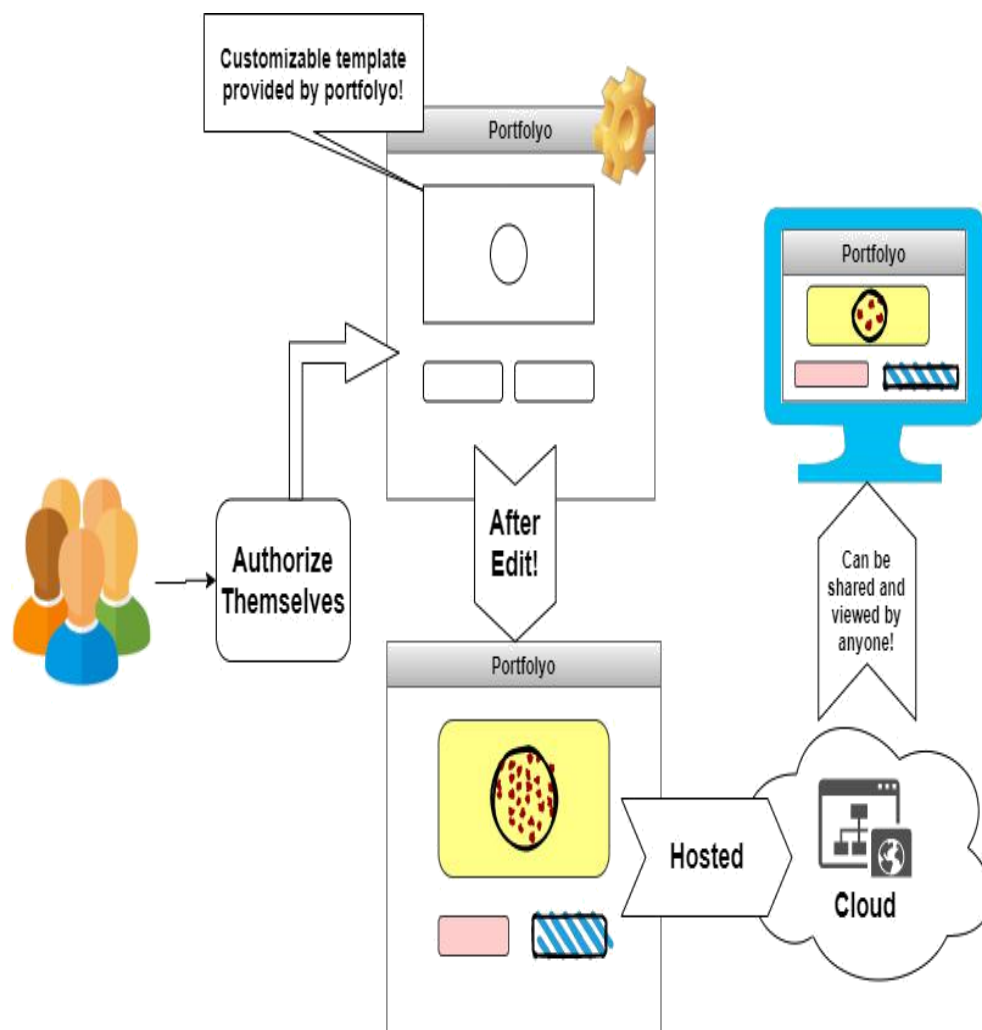 Customizable template
provided by portfolyo!
Portfolyo
Authorize
Themselves
After
Edit!
Portfolyo
Hosted
Cloud
Can be
shared and
viewed by
anyone!
Portfolyo